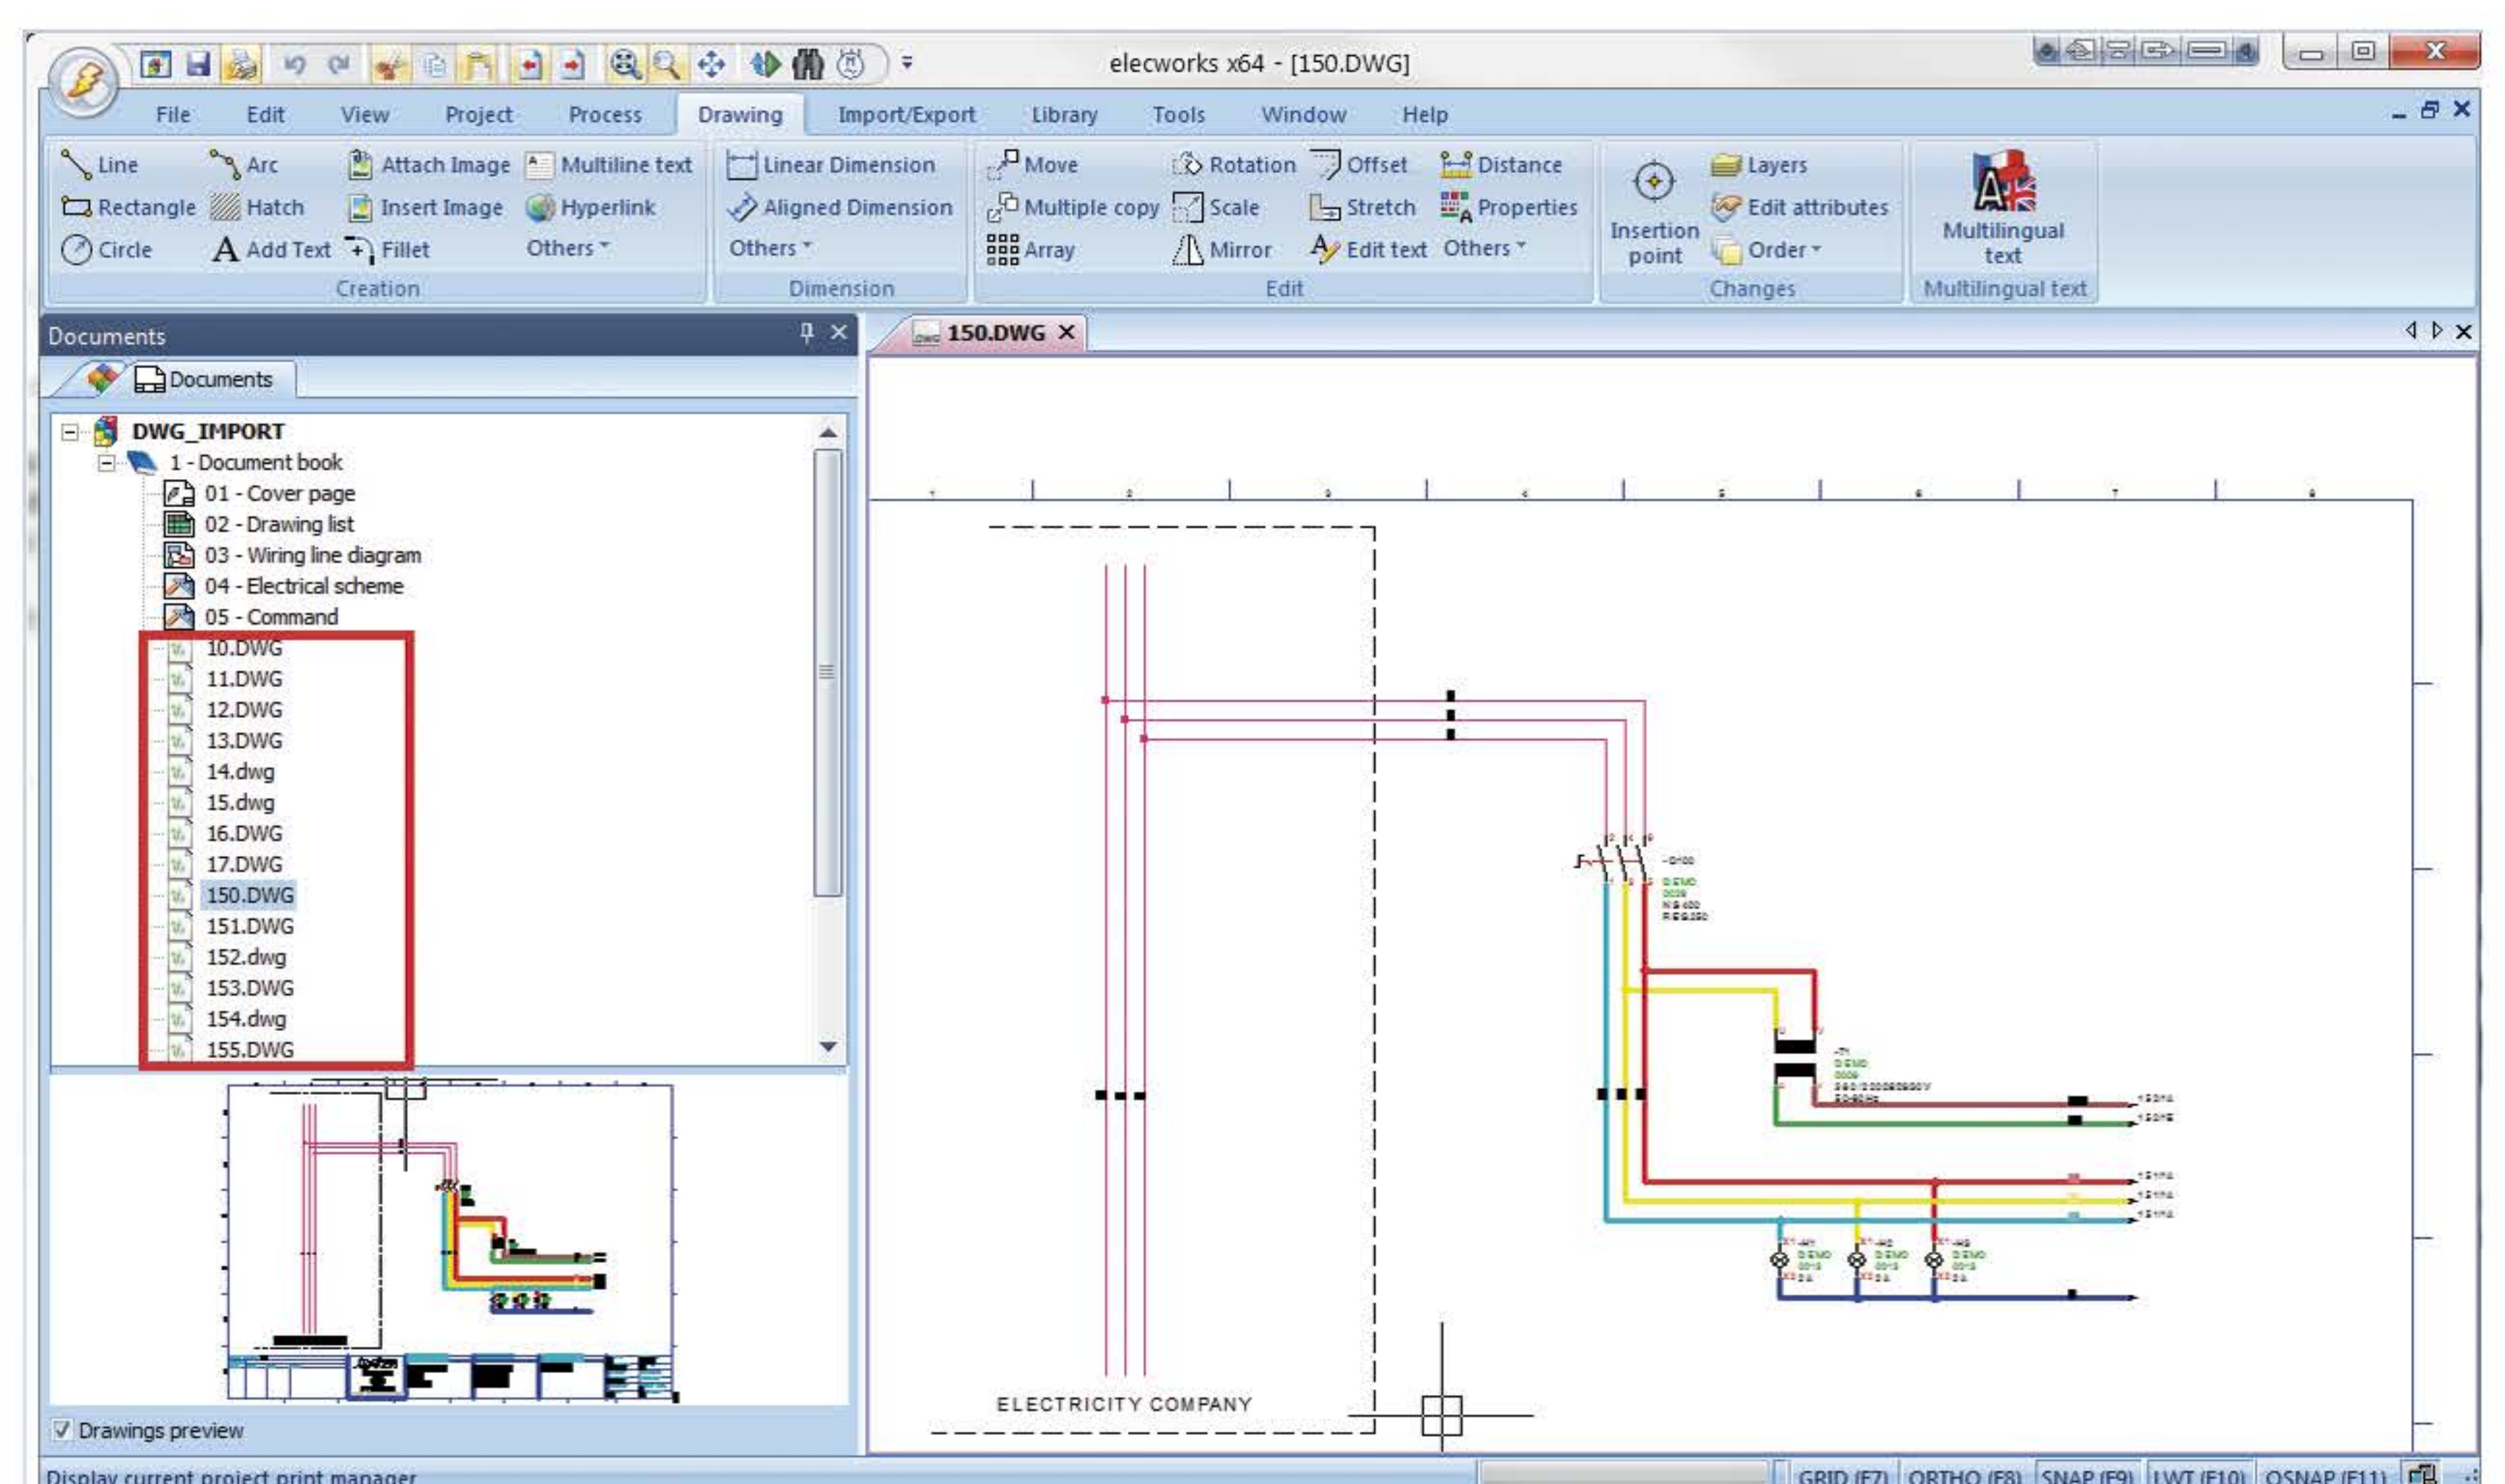 elecworks x64 - [150.DWG]
File Edit View Project Process Drawing Import/Export Library Tools Window Help
Line Arc Attach Image Multiline text Linear Dimension Move Rotation Offset Distance Layers
Rectangle Hatch Insert Image Hyperlink Aligned Dimension Multiple copy Scale Stretch Properties Insertion point Edit attributes Multilingual text
Circle Add Text Fillet Others Others Array Mirror Edit text Others Order
Creation Dimension Edit Changes Multilingual text
Documents
150.DWG
Documents
DWG_IMPORT
1 - Document book
01 - Cover page
02 - Drawing list
03 - Wiring line diagram
04 - Electrical scheme
05 - Command
10.DWG
11.DWG
12.DWG
13.DWG
14.dwg
15.dwg
16.DWG
17.DWG
150.DWG
151.DWG
152.dwg
153.DWG
154.dwg
155.DWG
Drawings preview
DEMO
DEMO
DEMO
DEMO
DEMO
ELECTRICITY COMPANY
Display current project print manager
GRID (F7) ORTHO (F8) SNAP (F9) LWT (F10) OSNAP (F11)